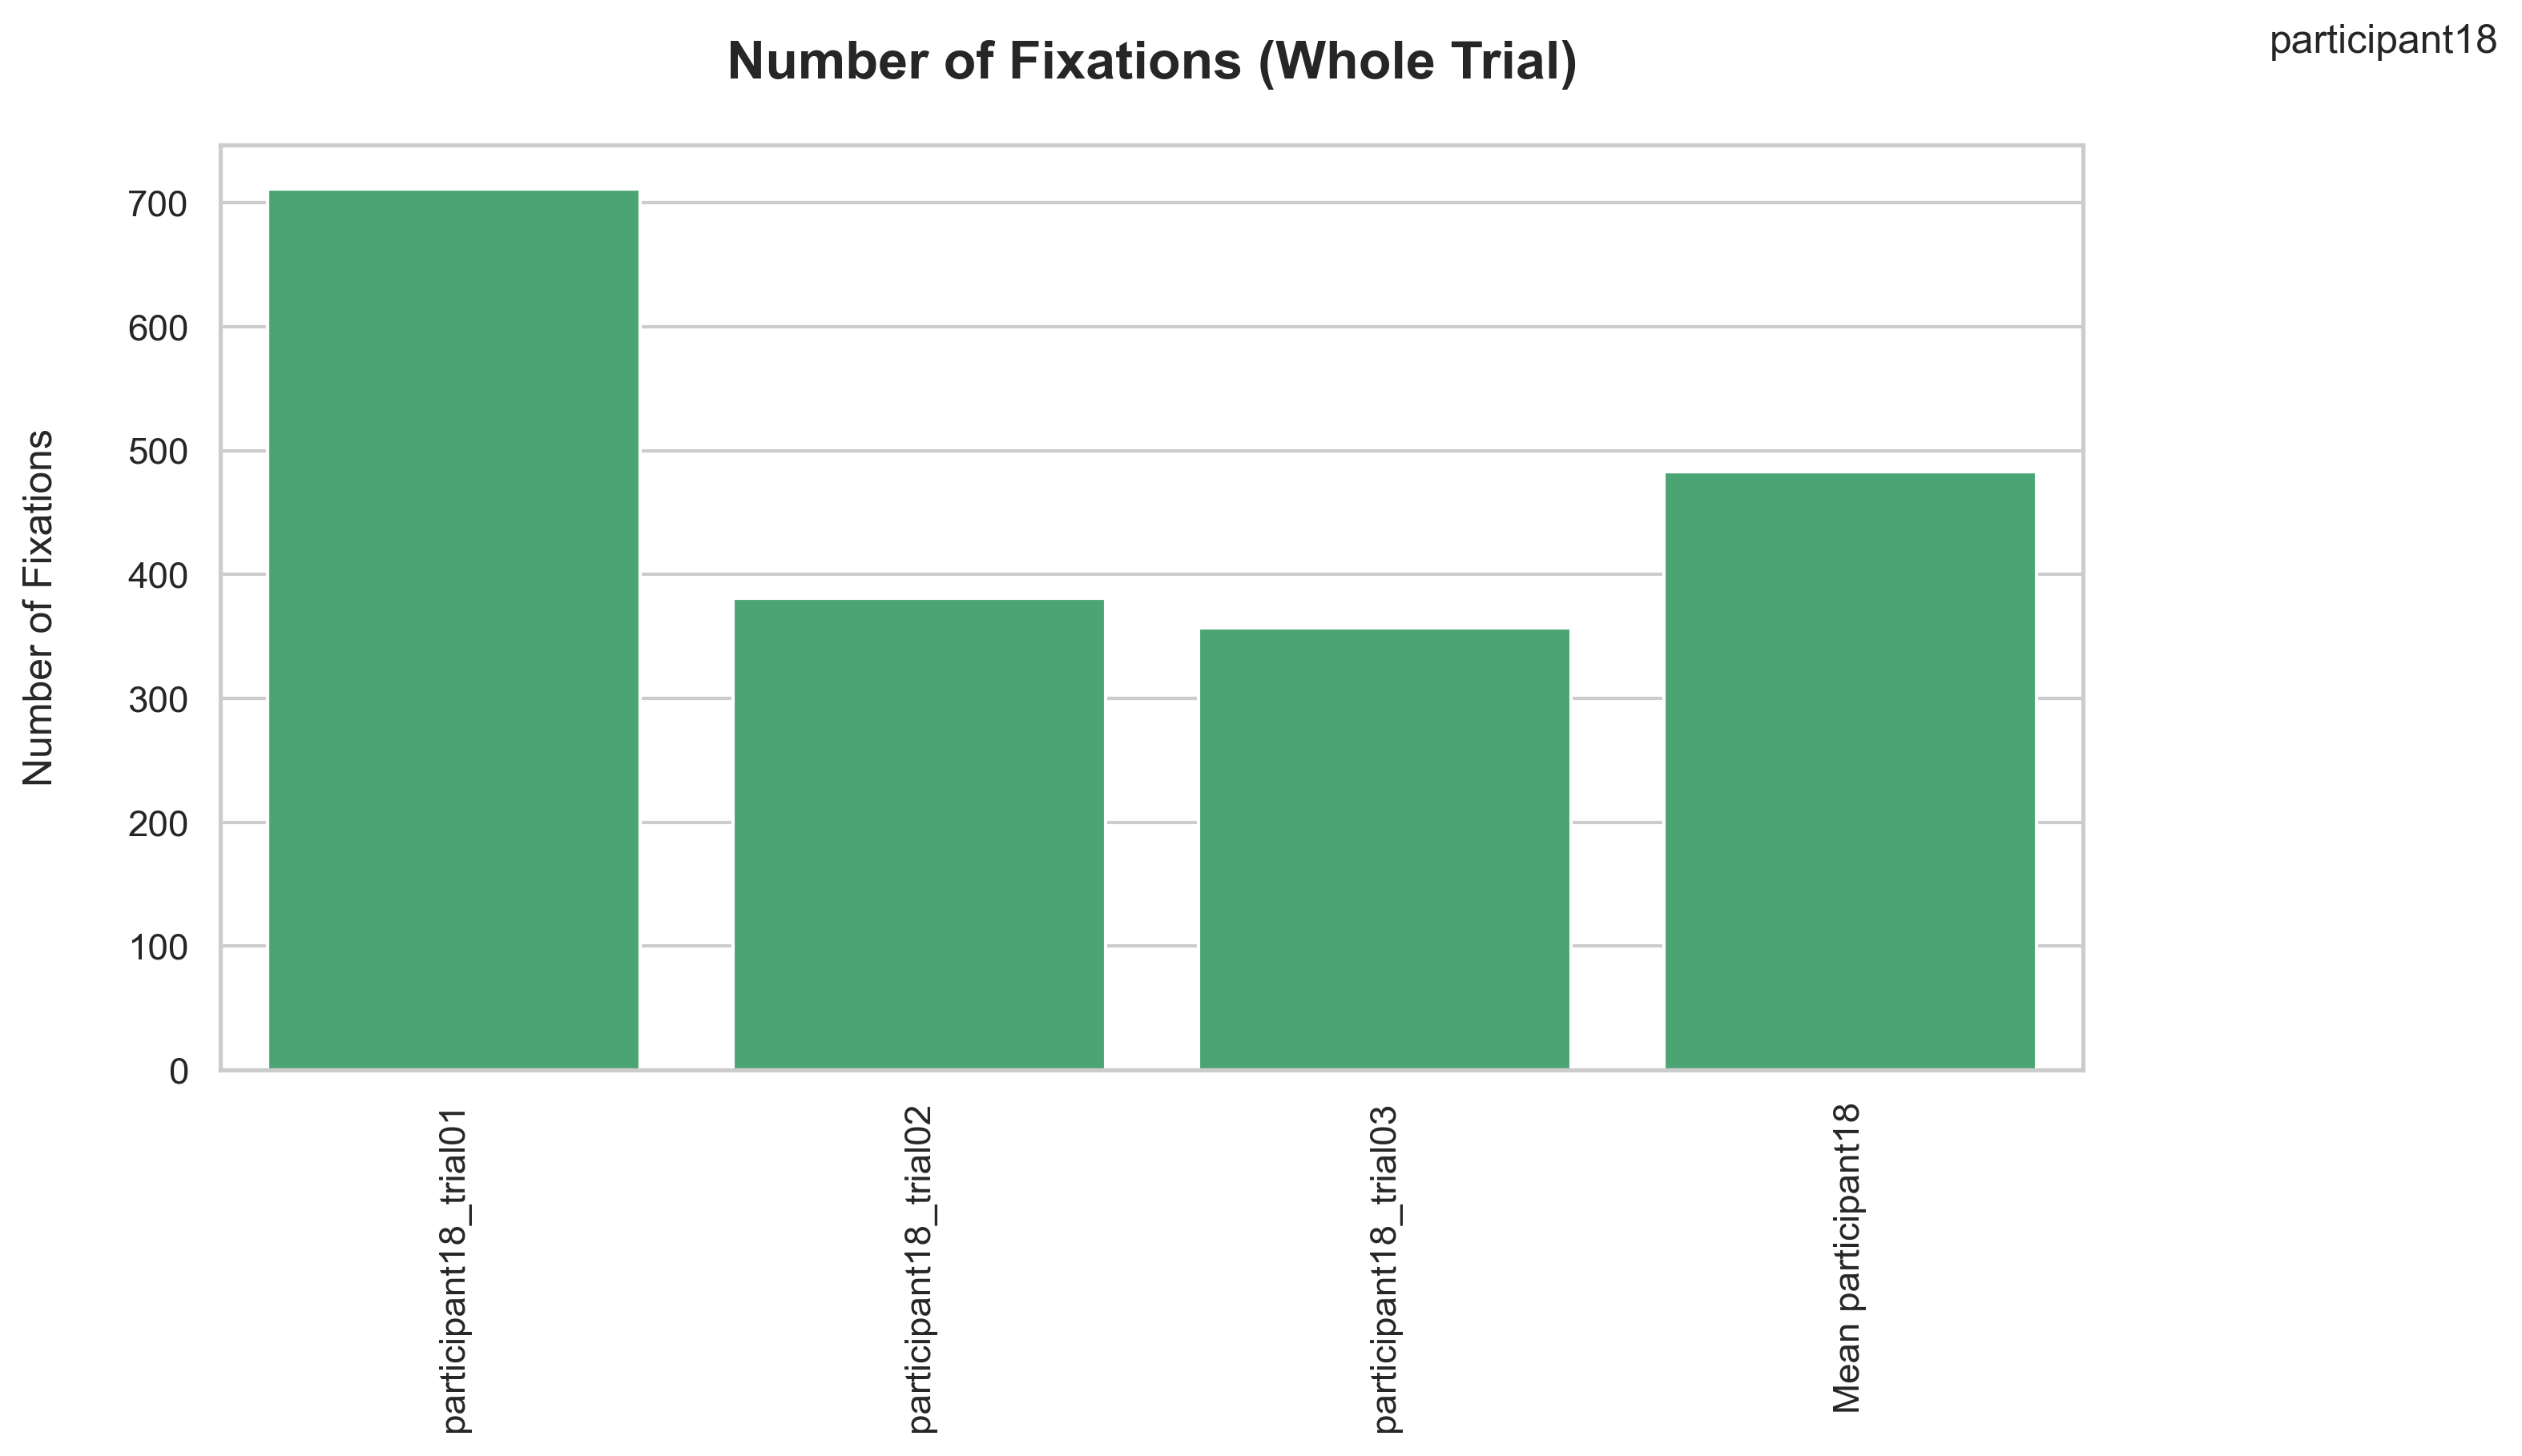 participant18
Number of Fixations (Whole Trial)
Number of Fixations
700
600
500
400
300
200
100
0
participant18_trial01
participant18_trial02
participant18_trial03
Mean participant18